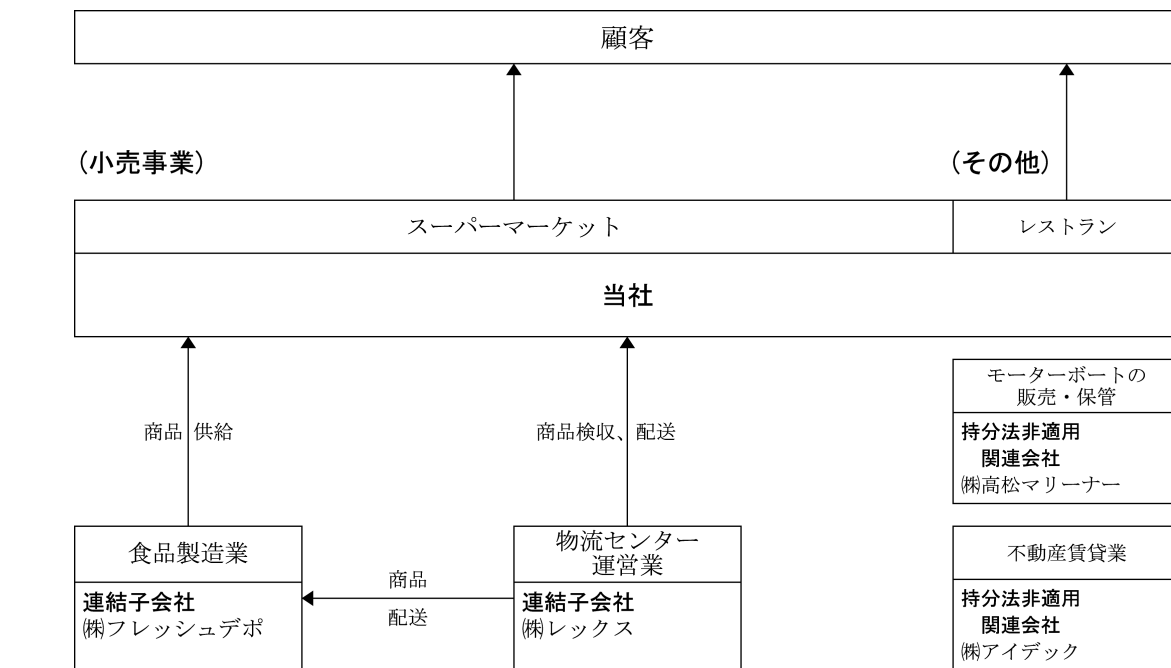 顧客
（小売事業）
（その他）
スーパーマーケット
レストラン
当社
商品 供給
商品検収、配送
モーターボートの
販売・保管
持分法非適用
関連会社
㈱高松マリーナー
食品製造業
連結子会社
㈱フレッシュデポ
商品
配送
物流センター
運営業
連結子会社
㈱レックス
不動産賃貸業
持分法非適用
関連会社
㈱アイデック